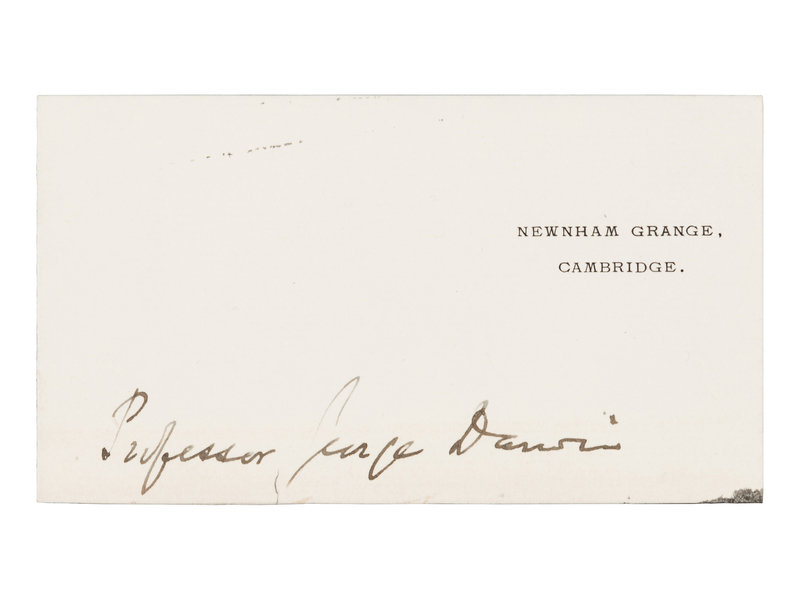 NEWNHAM GRANGE,
CAMBRIDGE.
Professor George Darwin